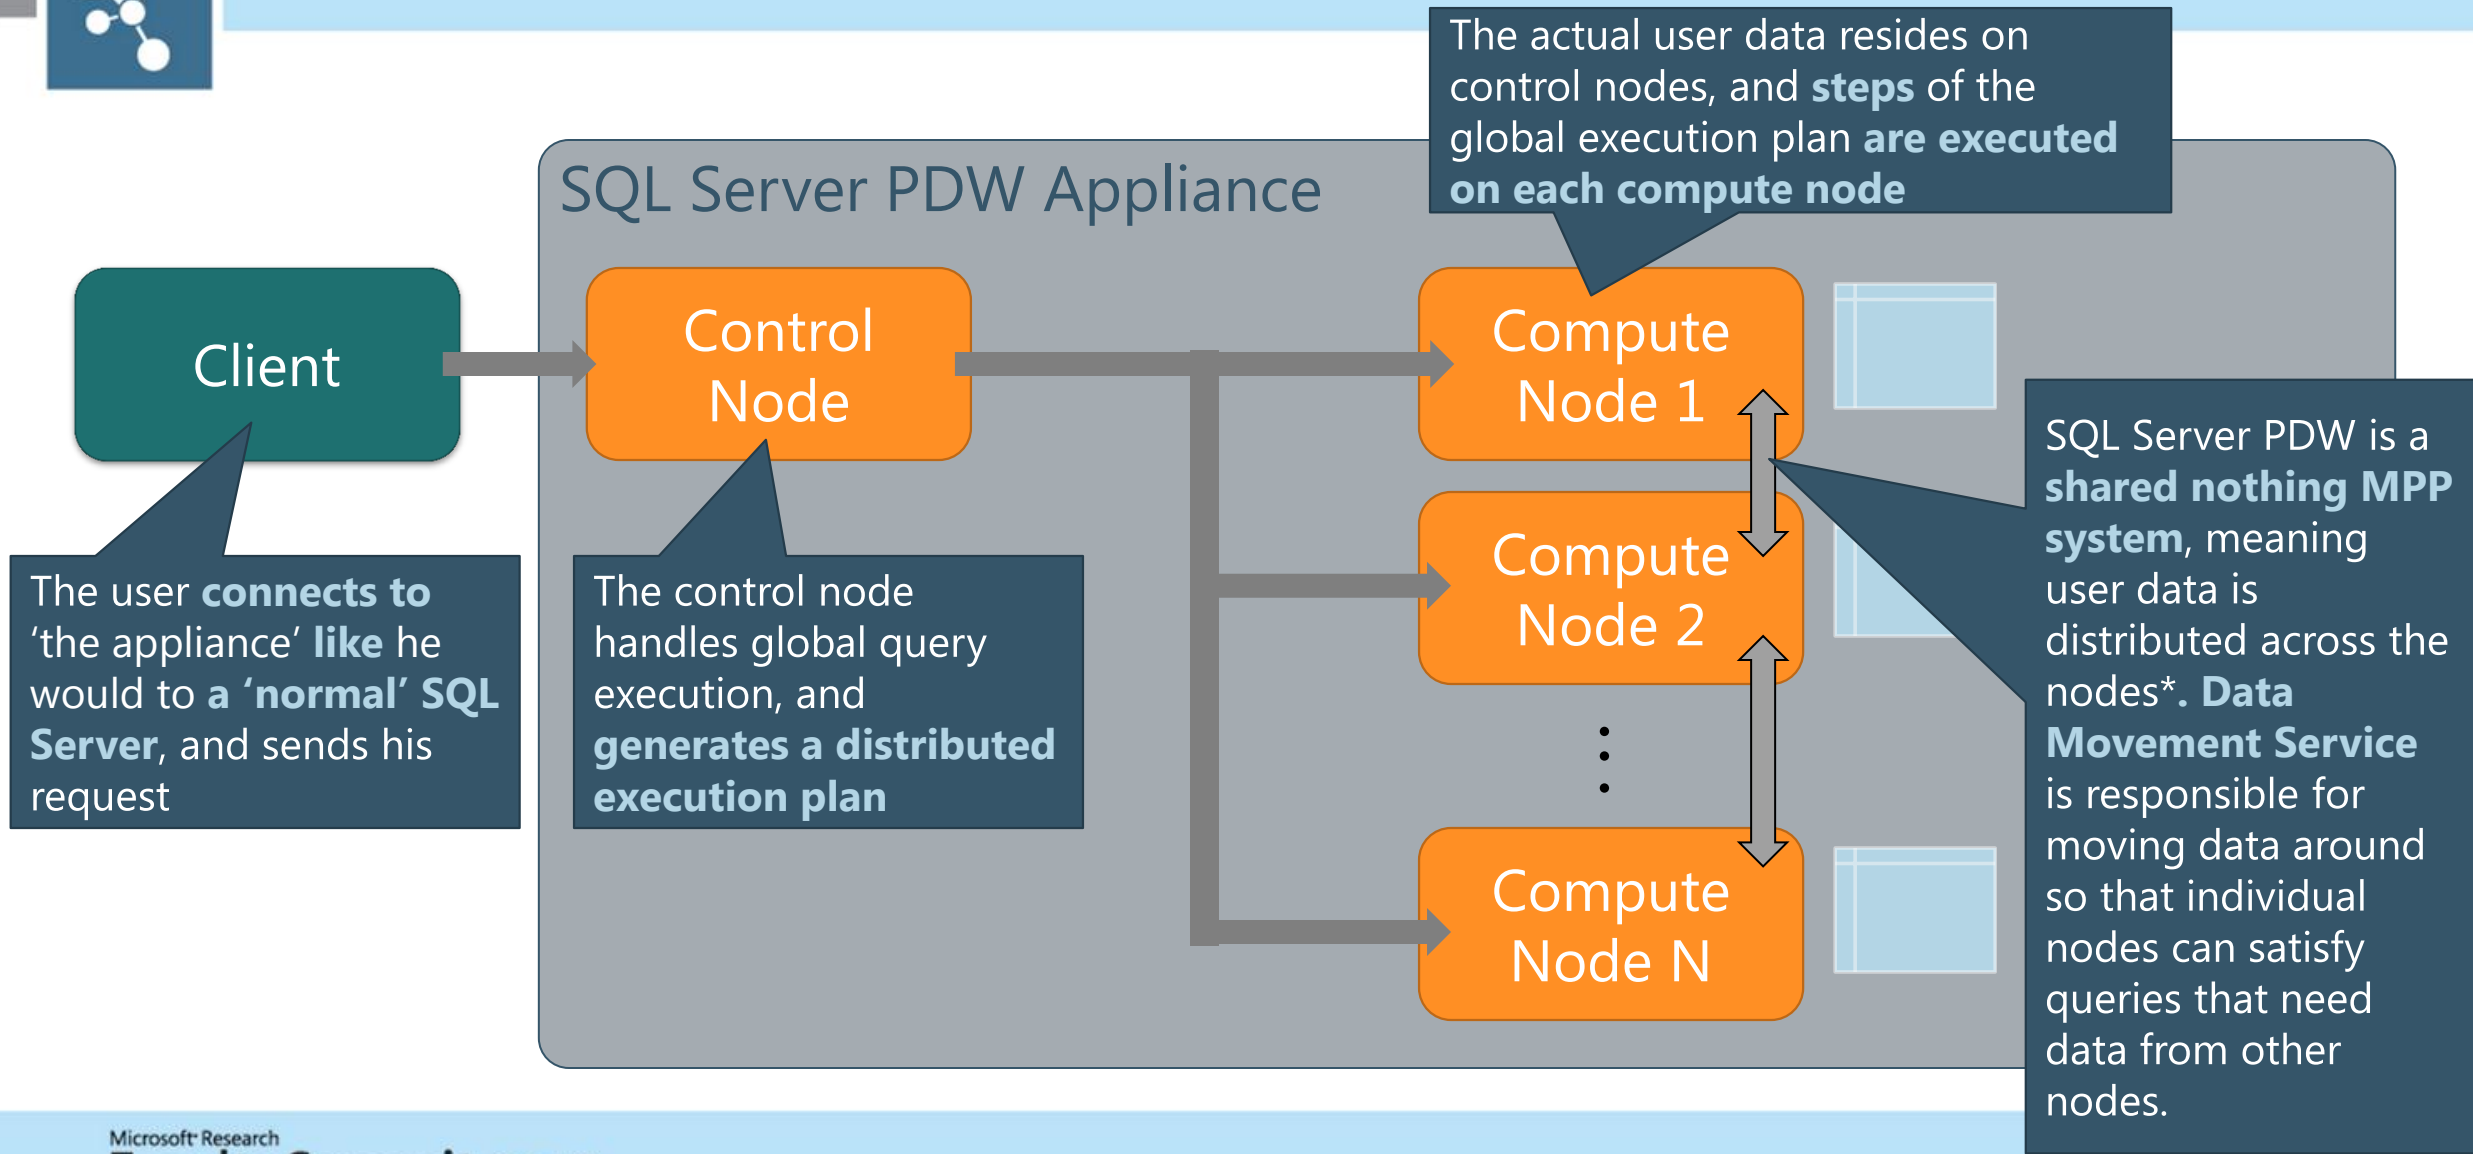 The actual user data resides on
control nodes, and steps of the
global execution plan are executed
on each compute node
SQL Server PDW Appliance
Client
Control
Node
Compute
Node 1
Compute
Node 2
Compute
Node N
The user connects to
‘the appliance’ like he
would to a ‘normal’ SQL
Server, and sends his
request
The control node
handles global query
execution, and
generates a distributed
execution plan
SQL Server PDW is a
shared nothing MPP
system, meaning
user data is
distributed across the
nodes*. Data
Movement Service
is responsible for
moving data around
so that individual
nodes can satisfy
queries that need
data from other
nodes.
Microsoft Research